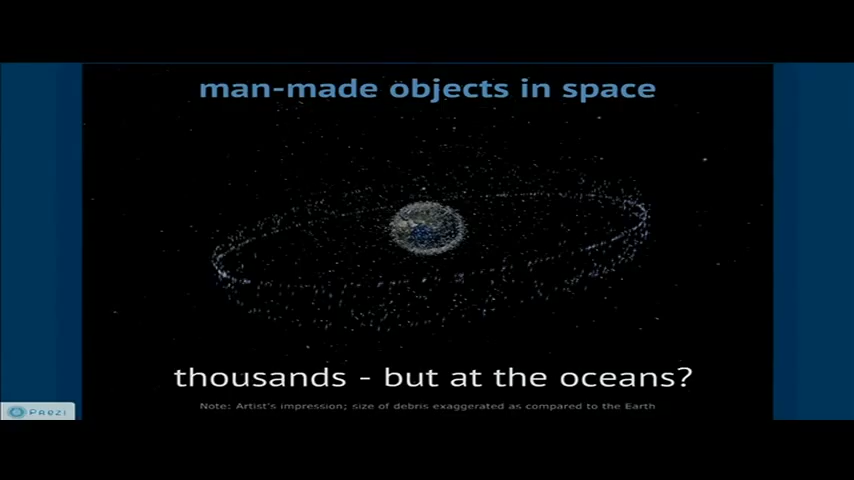 man-made objects in space
thousands - but at the oceans?
Note: Artist's impression; size of debris exaggerated as compared to the Earth
Prezi